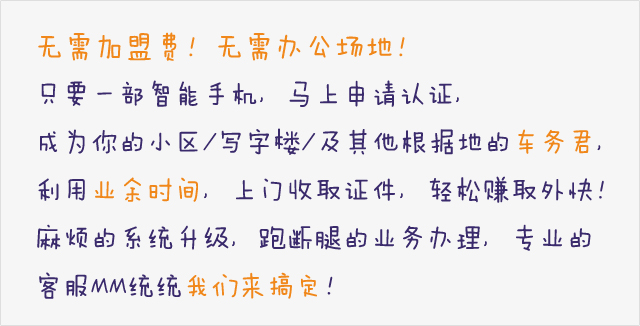 无需加盟费！无需办公场地！
只要一部智能手机，马上申请认证，
成为你的小区/写字楼/及其他根据地的车务君，
利用业余时间，上门收取证件，轻松赚取外快！
麻烦的系统升级，跑断腿的业务办理，专业的
客服MM统统我们来搞定！